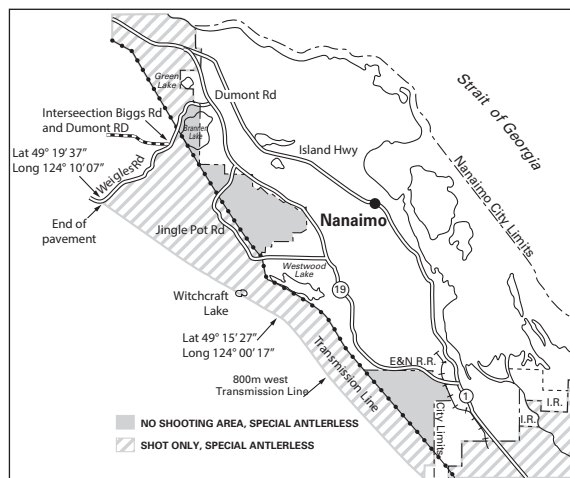 Green
Lake
Dumont Rd
Interseection Biggs Rd
and Dumont RD
Brannen
Lake
Lat 49° 19' 37"
Long 124° 10' 07"
Weigles Rd
End of
pavement
Island Hwy
Strait of Georgia
Nanaimo City Limits
Nanaimo
Jingle Pot Rd
Westwood
Lake
Witchcraft
Lake
19
Lat 49° 15' 27"
Long 124° 00' 17"
Transmission Line
E&N R.R.
800m west
Transmission Line
1
City Limits
I.R.
I.R.
NO SHOOTING AREA, SPECIAL ANTLERLESS
SHOT ONLY, SPECIAL ANTLERLESS